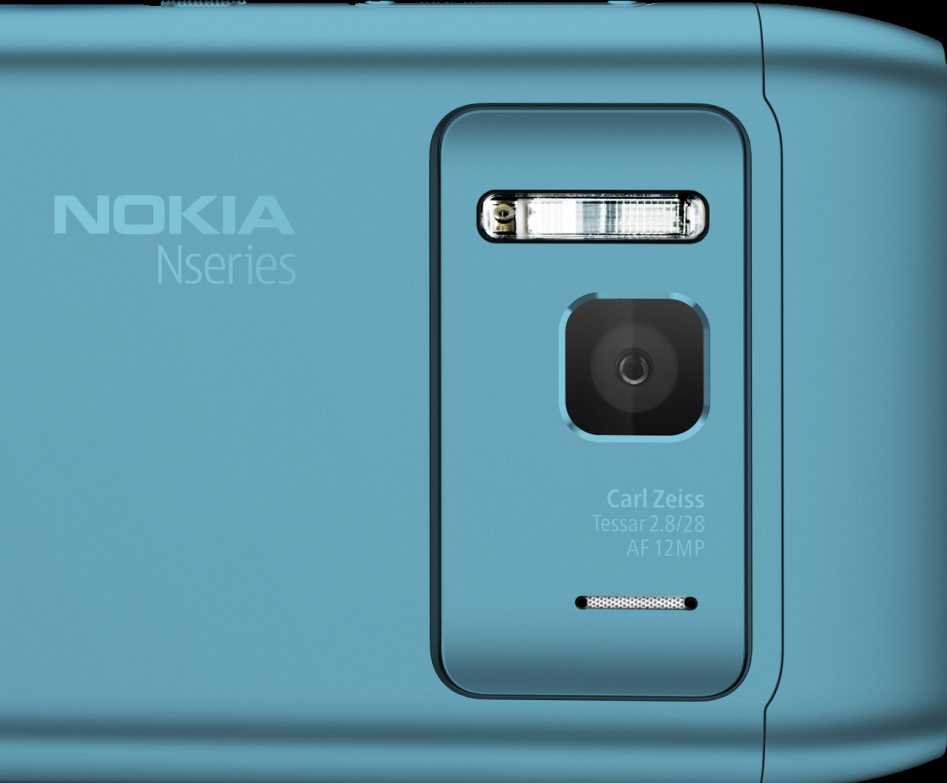 NOKIA
Nseries
Carl Zeiss
Tessar 2.8/28
AF 12MP